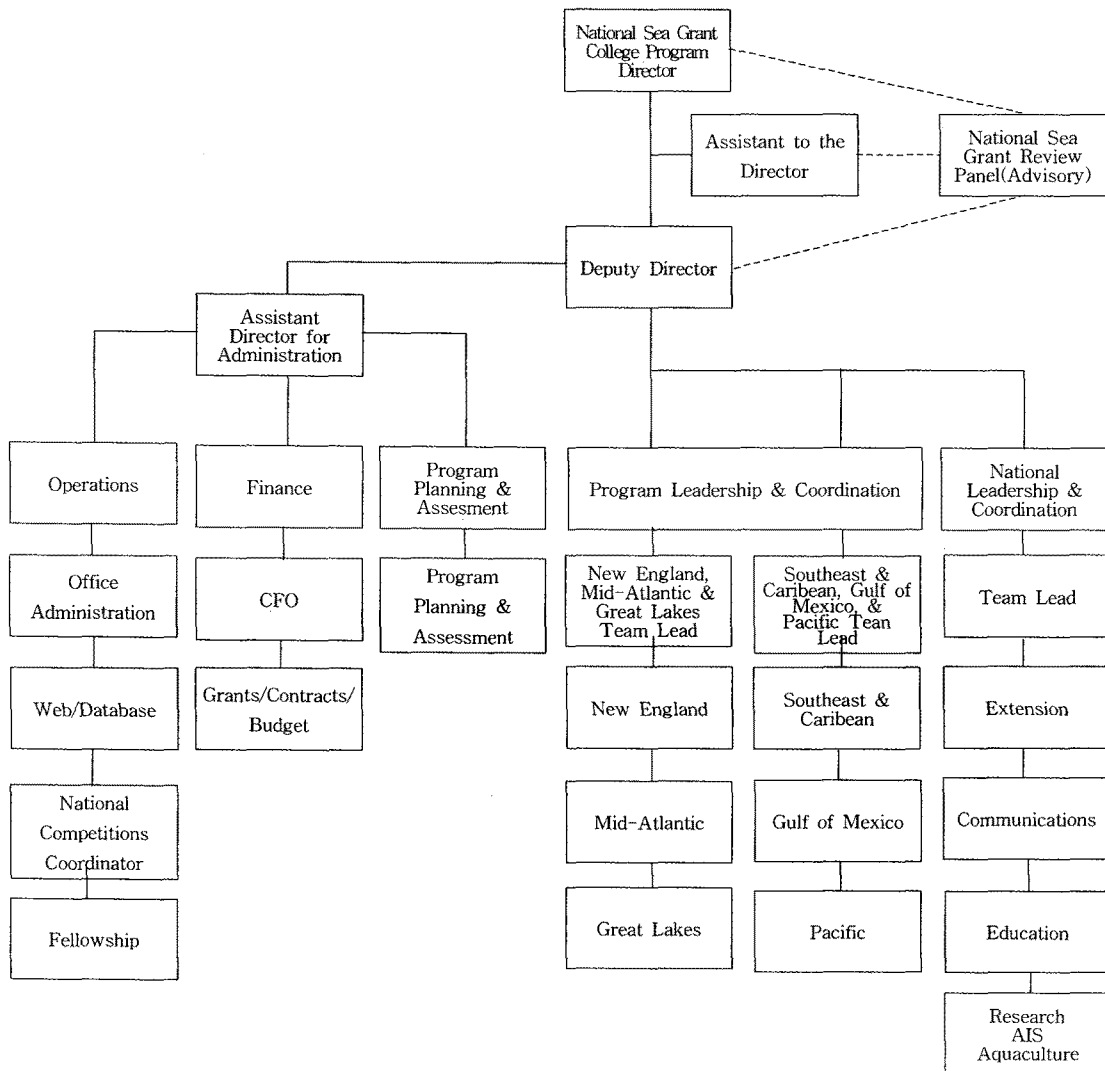 National Sea Grant
College Program
Director
Assistant to the
Director
National Sea
Grant Review
Panel(Advisory)
Deputy Director
Assistant
Director for
Administration
Operations
Finance
Program
Planning &
Assesment
Program Leadership & Coordination
National
Leadership &
Coordination
Office
Administration
CFO
Program
Planning &
Assessment
New England,
Mid-Atlantic &
Great Lakes
Team Lead
Southeast &
Caribbean, Gulf of
Mexico, &
Pacific Tean
Lead
Team Lead
Web/Database
Grants/Contracts/
Budget
New England
Southeast &
Caribbean
Extension
National
Competitions
Coordinator
Mid-Atlantic
Gulf of Mexico
Communications
Fellowship
Great Lakes
Pacific
Education
Research
AIS
Aquaculture